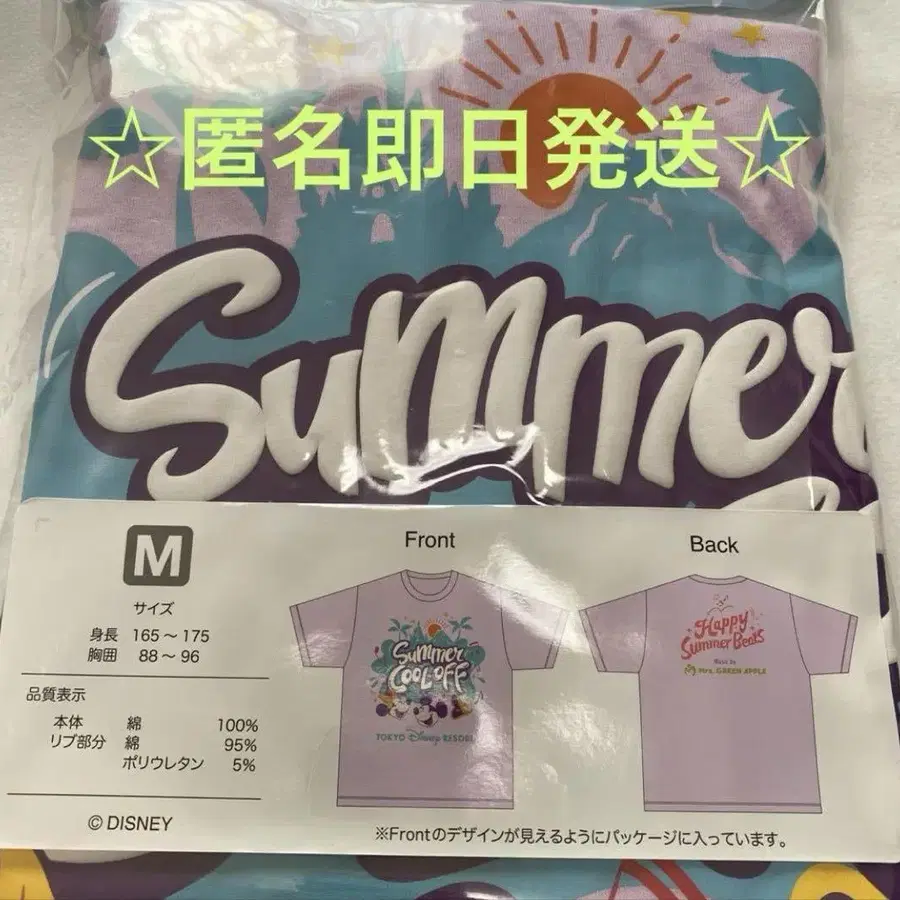 ☆匿名即日発送☆
Summer
M
サイズ
身長 165〜175
胸囲 88〜96
品質表示
本体 綿 100%
リブ部分 綿 95%
ポリウレタン 5%
© DISNEY
Front
Summer
COOL-OFF
TOKYO Disney RESORT
Back
Happy
Summer Beats
Music by
Mrs. GREEN APPLE
※Frontのデザインが見えるようにパッケージに入っています。